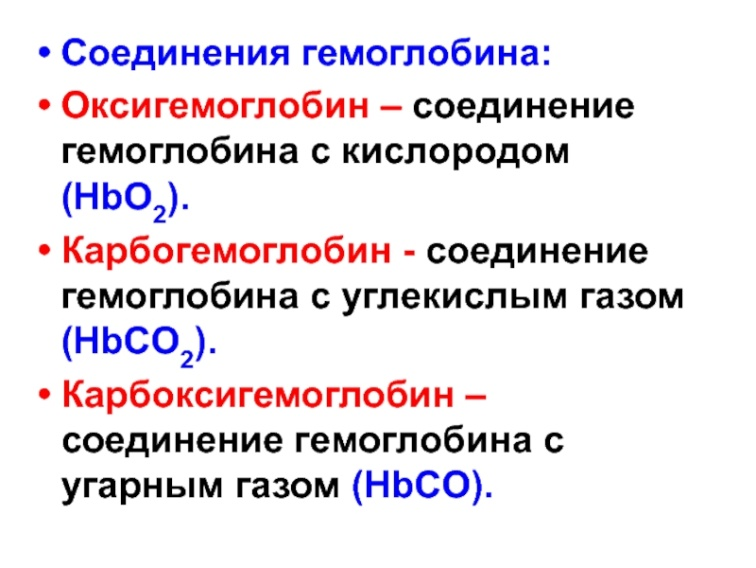 • Соединения гемоглобина:
• Оксигемоглобин – соединение
гемоглобина с кислородом
(HbO₂).
• Карбогемоглобин - соединение
гемоглобина с углекислым газом
(HbCO₂).
• Карбоксигемоглобин –
соединение гемоглобина с
угарным газом (HbCO).